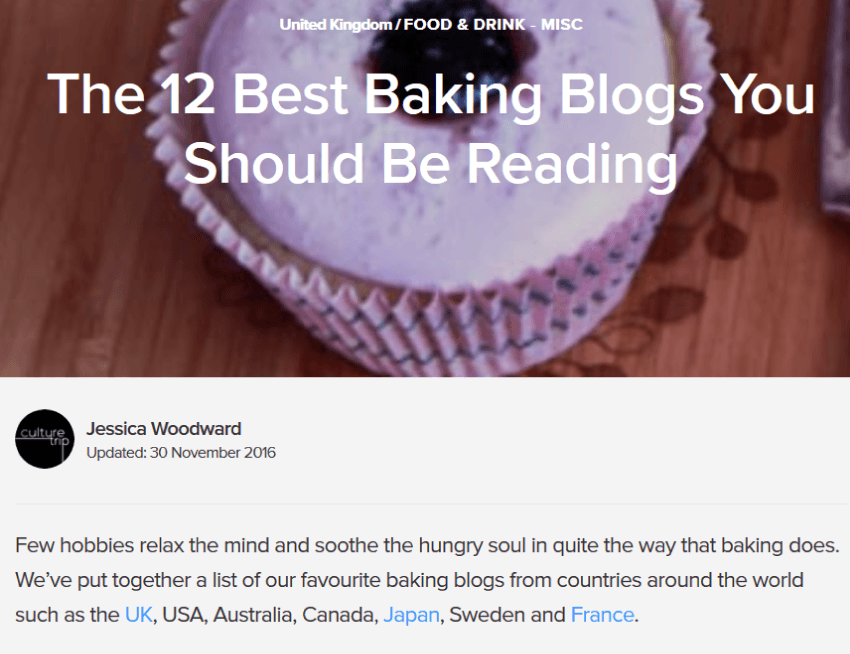 United Kingdom / FOOD & DRINK - MISC
The 12 Best Baking Blogs You
Should Be Reading
culture
trip
Jessica Woodward
Updated: 30 November 2016
Few hobbies relax the mind and soothe the hungry soul in quite the way that baking does.
We’ve put together a list of our favourite baking blogs from countries around the world
such as the UK, USA, Australia, Canada, Japan, Sweden and France.